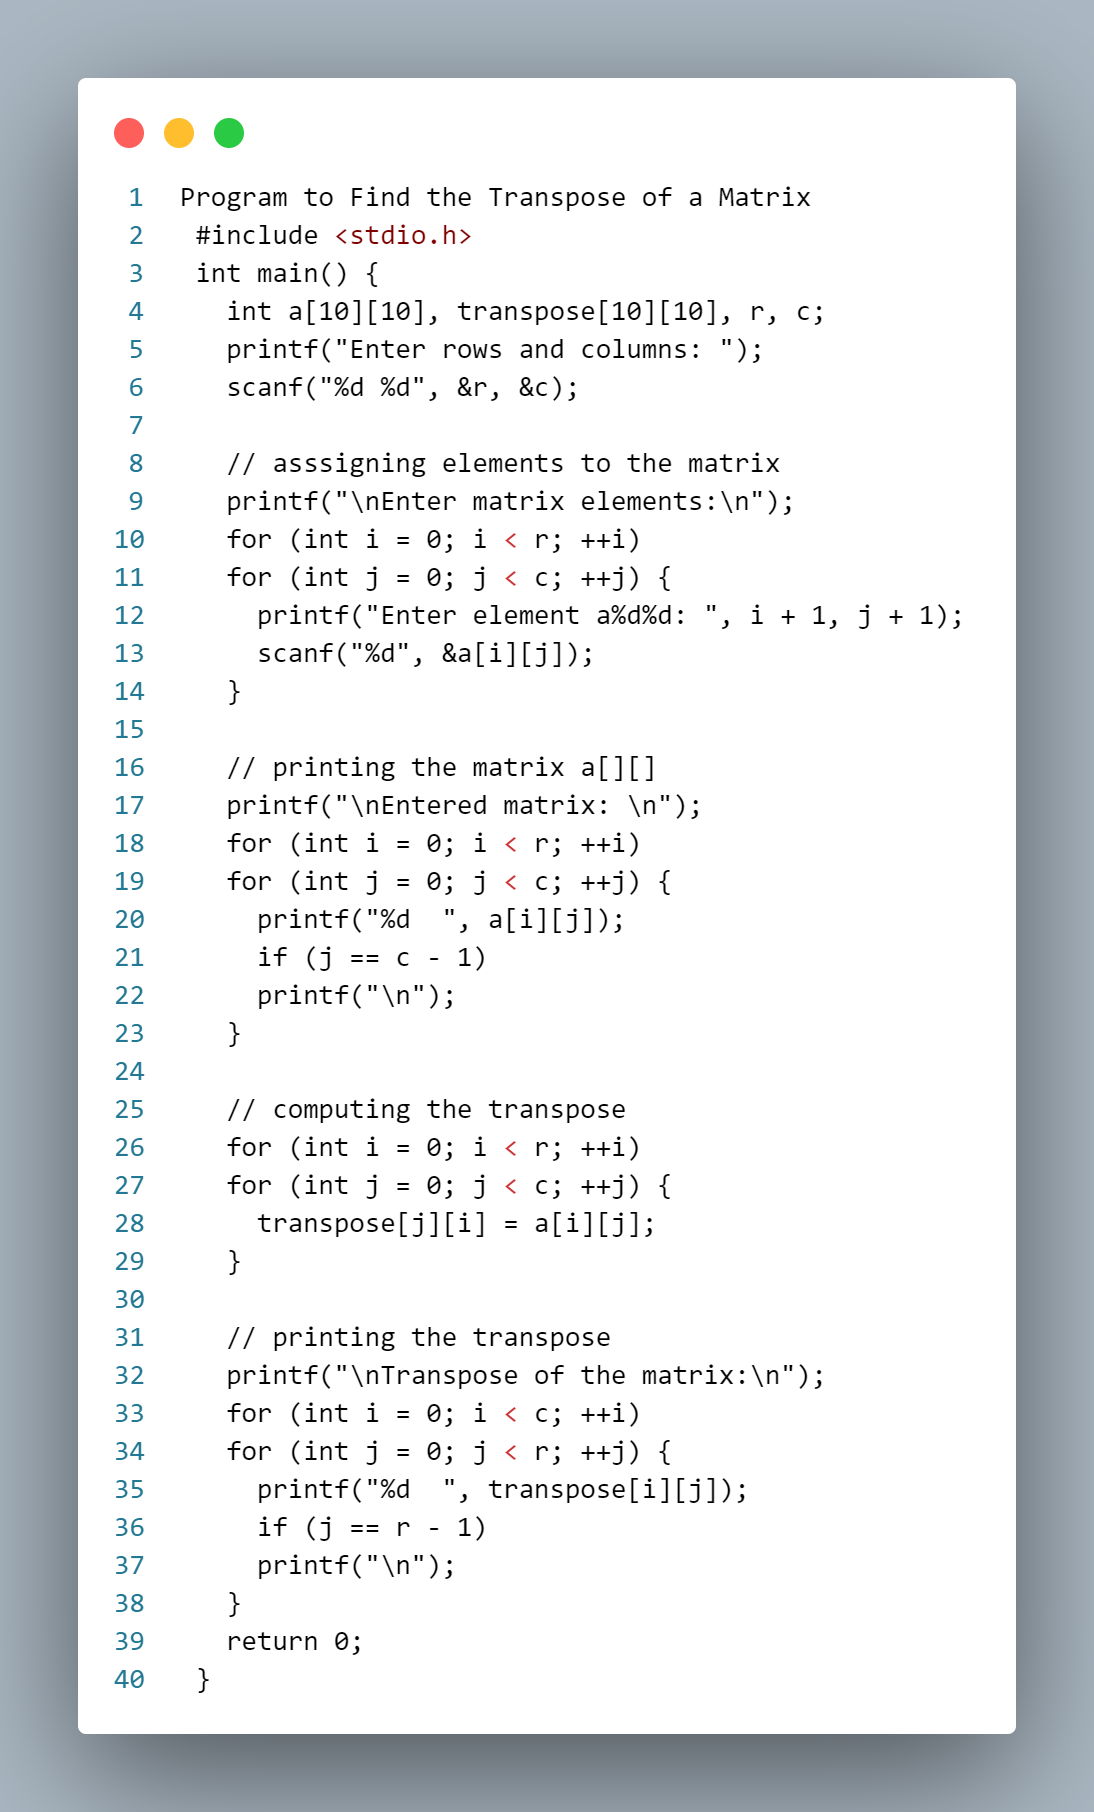 1 Program to Find the Transpose of a Matrix
2 #include <stdio.h>
3 int main() {
4 int a[10][10], transpose[10][10], r, c;
5 printf("Enter rows and columns: ");
6 scanf("%d %d", &r, &c);
7
8 // asssigning elements to the matrix
9 printf("\nEnter matrix elements:\n");
10 for (int i = 0; i < r; ++i)
11 for (int j = 0; j < c; ++j) {
12 printf("Enter element a%d%d: ", i + 1, j + 1);
13 scanf("%d", &a[i][j]);
14 }
15
16 // printing the matrix a[][]
17 printf("\nEntered matrix: \n");
18 for (int i = 0; i < r; ++i)
19 for (int j = 0; j < c; ++j) {
20 printf("%d  ", a[i][j]);
21 if (j == c - 1)
22 printf("\n");
23 }
24
25 // computing the transpose
26 for (int i = 0; i < r; ++i)
27 for (int j = 0; j < c; ++j) {
28 transpose[j][i] = a[i][j];
29 }
30
31 // printing the transpose
32 printf("\nTranspose of the matrix:\n");
33 for (int i = 0; i < c; ++i)
34 for (int j = 0; j < r; ++j) {
35 printf("%d  ", transpose[i][j]);
36 if (j == r - 1)
37 printf("\n");
38 }
39 return 0;
40 }